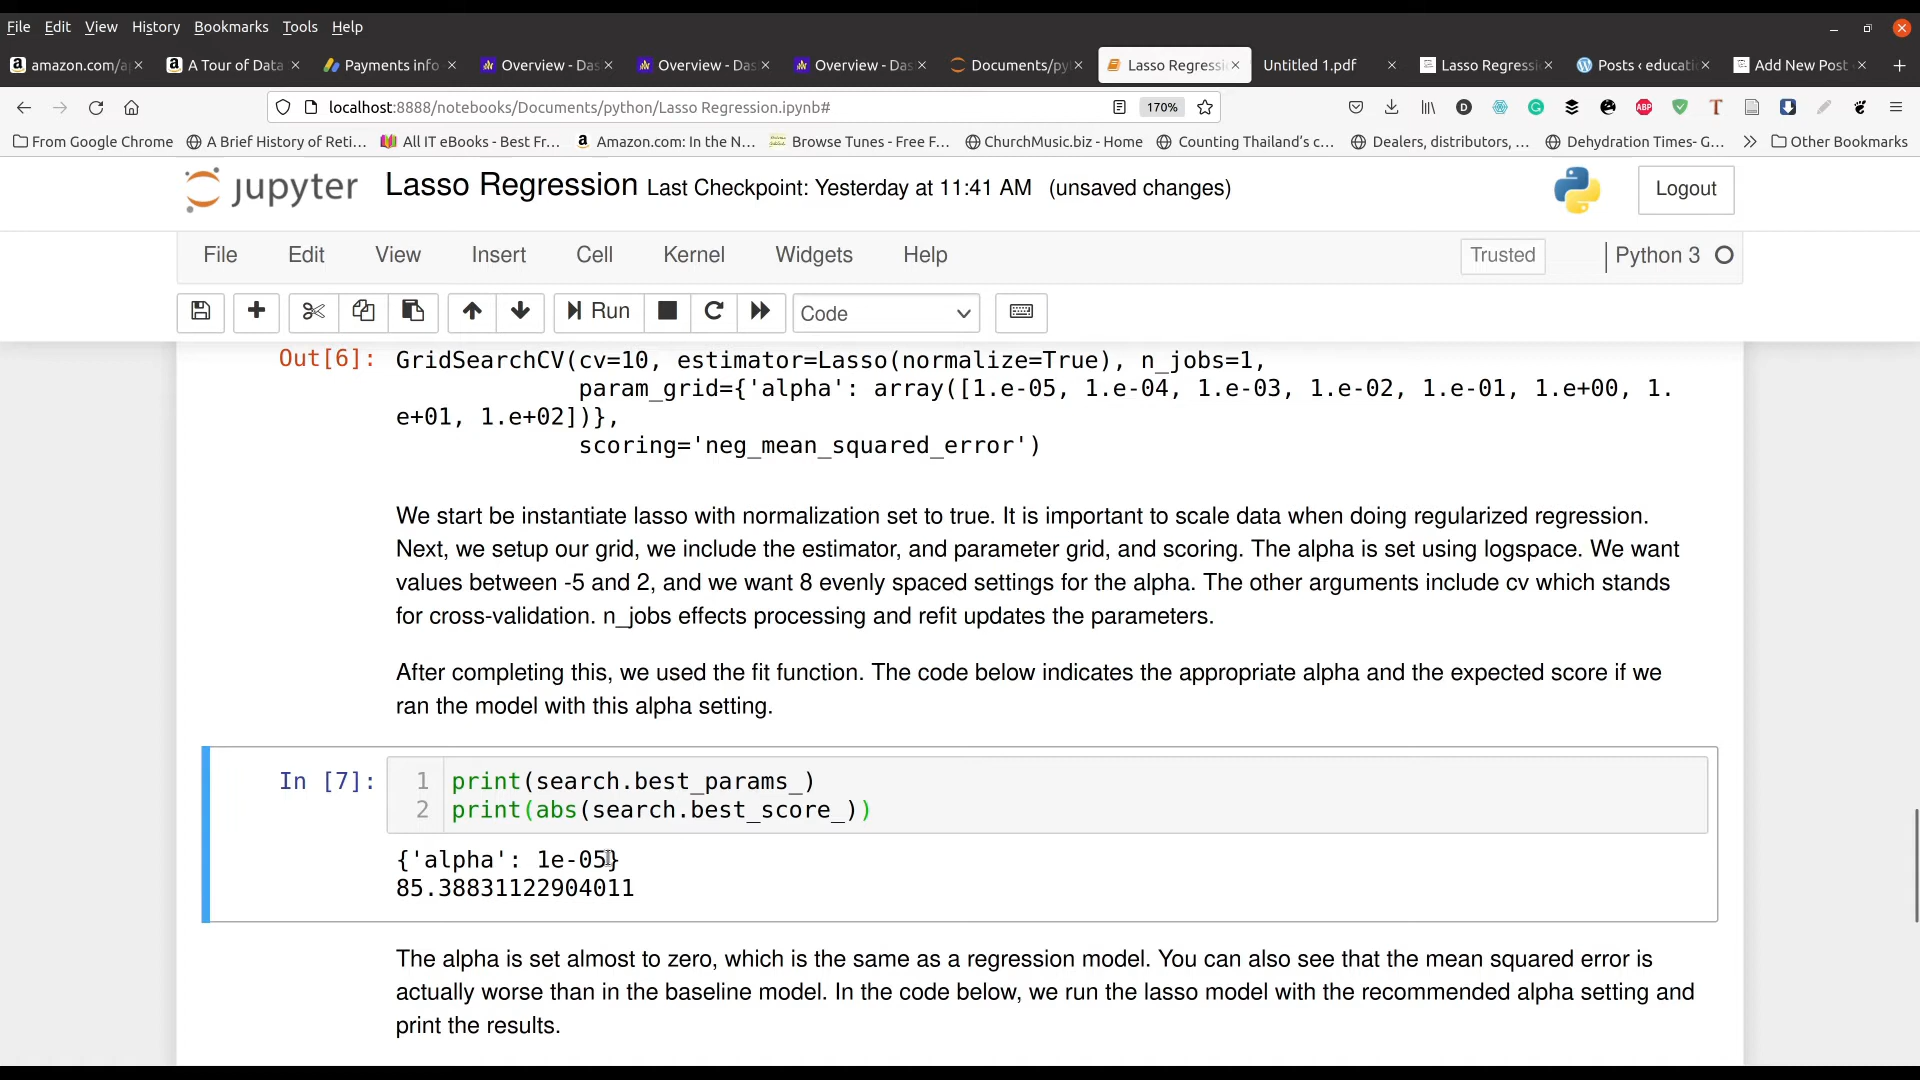 File Edit View History Bookmarks Tools Help
amazon.com/a A Tour of Data Payments info Overview - Das Overview - Das Overview - Das Documents/py Lasso Regressi Untitled 1.pdf Lasso Regressi Posts ‹ educati Add New Post
localhost:8888/notebooks/Documents/python/Lasso Regression.ipynb# 170%
From Google Chrome A Brief History of Reti... All IT eBooks - Best Fr... Amazon.com: In the N... Browse Tunes - Free F... ChurchMusic.biz - Home Counting Thailand's c... Dealers, distributors, ... Dehydration Times- G... Other Bookmarks
jupyter Lasso Regression Last Checkpoint: Yesterday at 11:41 AM (unsaved changes) Logout
File Edit View Insert Cell Kernel Widgets Help Trusted Python 3
Run Code
Out[6]: GridSearchCV(cv=10, estimator=Lasso(normalize=True), n_jobs=1,
param_grid={'alpha': array([1.e-05, 1.e-04, 1.e-03, 1.e-02, 1.e-01, 1.e+00, 1.
e+01, 1.e+02])},
scoring='neg_mean_squared_error')
We start be instantiate lasso with normalization set to true. It is important to scale data when doing regularized regression.
Next, we setup our grid, we include the estimator, and parameter grid, and scoring. The alpha is set using logspace. We want
values between -5 and 2, and we want 8 evenly spaced settings for the alpha. The other arguments include cv which stands
for cross-validation. n_jobs effects processing and refit updates the parameters.
After completing this, we used the fit function. The code below indicates the appropriate alpha and the expected score if we
ran the model with this alpha setting.
In [7]: 1 print(search.best_params_)
2 print(abs(search.best_score_))
{'alpha': 1e-05}
85.38831122904011
The alpha is set almost to zero, which is the same as a regression model. You can also see that the mean squared error is
actually worse than in the baseline model. In the code below, we run the lasso model with the recommended alpha setting and
print the results.